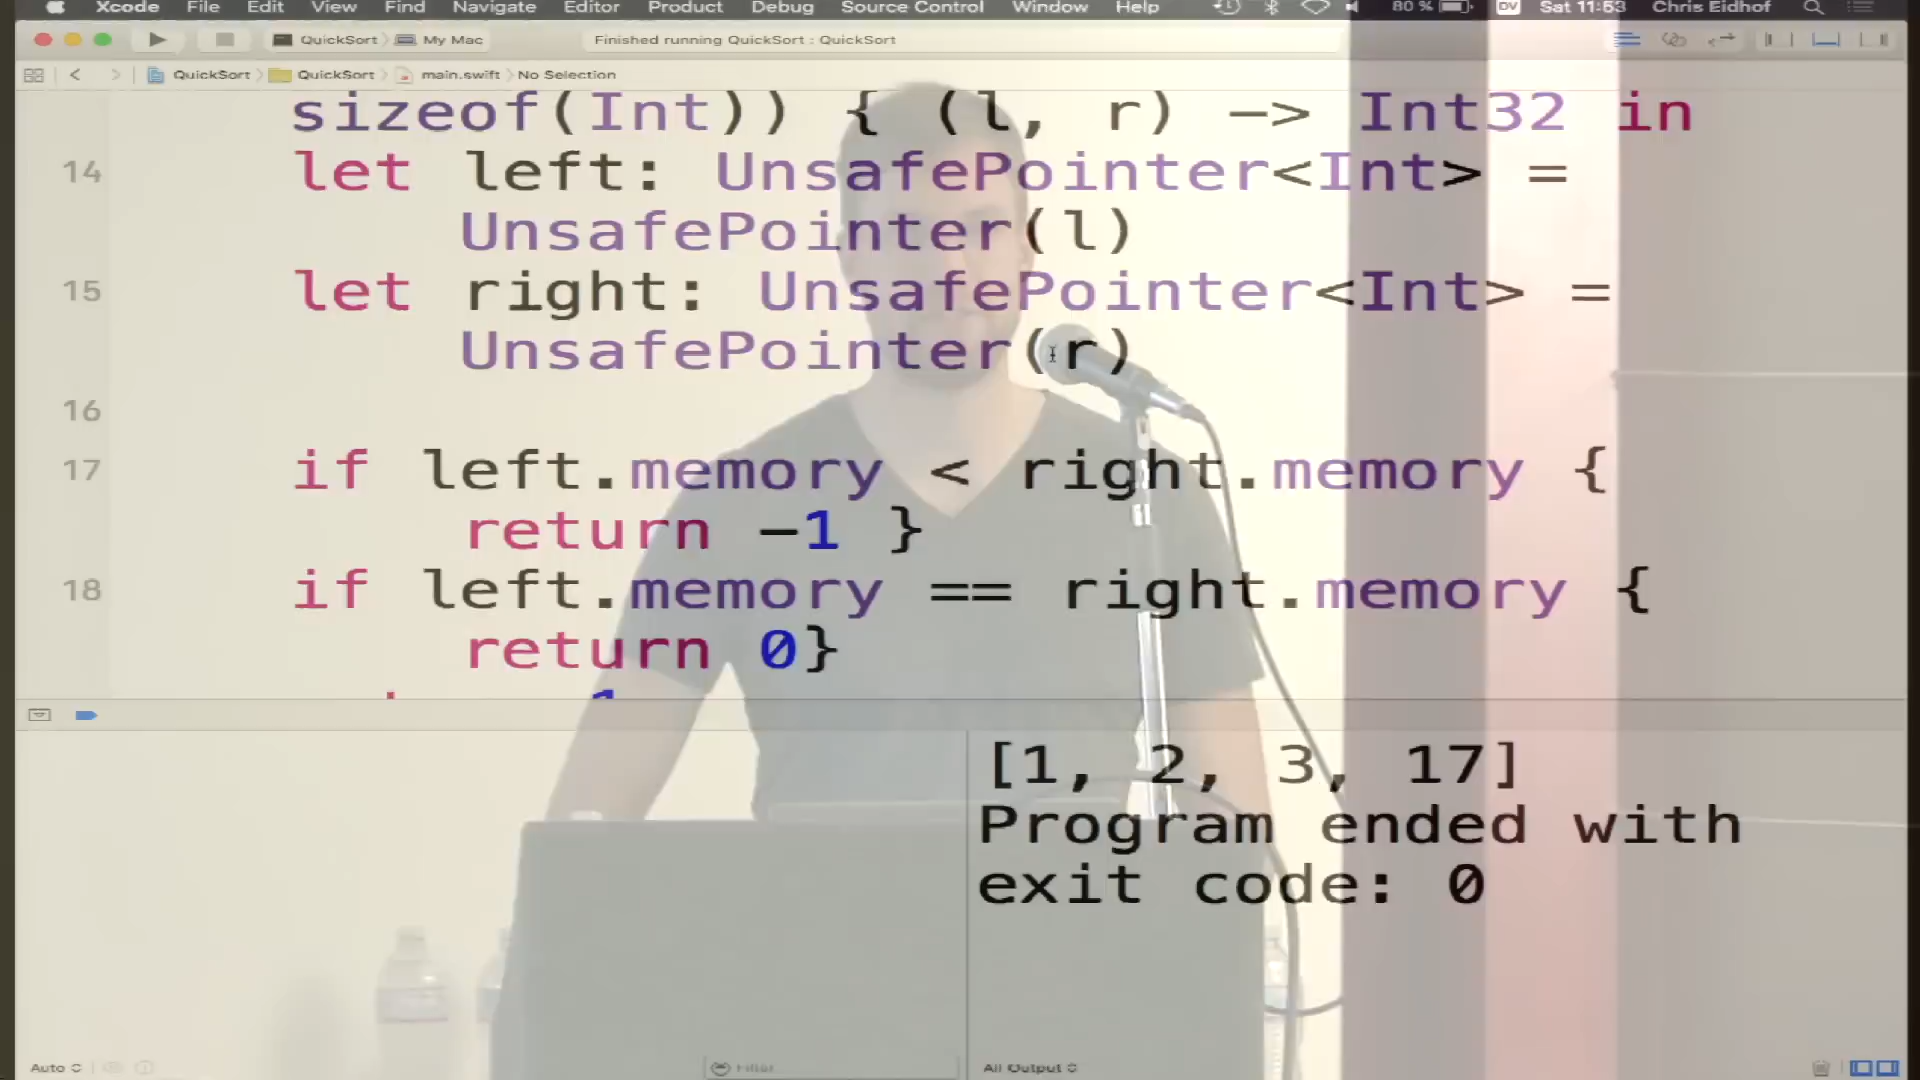 Xcode File Edit View Find Navigate Editor Product Debug Source Control Window Help 80% DV Sat 11:53 Chris Eidhof
QuickSort My Mac Finished running QuickSort : QuickSort
QuickSort QuickSort main.swift No Selection
sizeof(Int)) { (l, r) -> Int32 in
14 let left: UnsafePointer<Int> =
UnsafePointer(l)
15 let right: UnsafePointer<Int> =
UnsafePointer(r)
16
17 if left.memory < right.memory {
return -1 }
18 if left.memory == right.memory {
return 0}
[1, 2, 3, 17]
Program ended with
exit code: 0
Auto Filter All Output